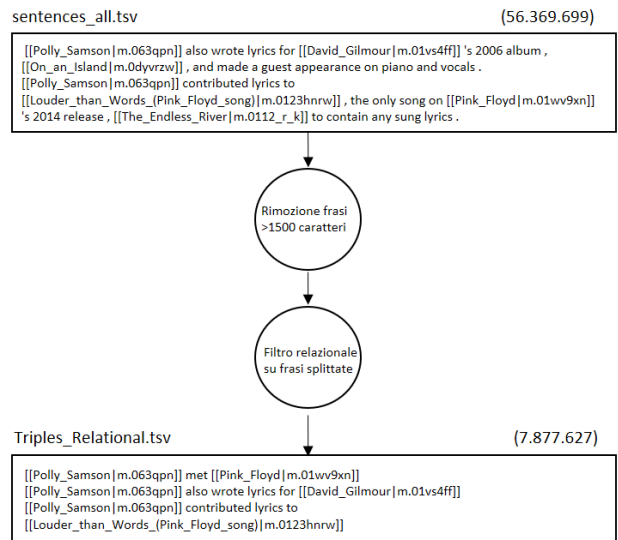 sentences_all.tsv (56.369.699)
[[Polly_Samson|m.063qpn]] also wrote lyrics for [[David_Gilmour|m.01vs4ff]] 's 2006 album ,
[[On_an_Island|m.0dyvrzw]] , and made a guest appearance on piano and vocals .
[[Polly_Samson|m.063qpn]] contributed lyrics to
[[Louder_than_Words_(Pink_Floyd_song)|m.0123hnrw]] , the only song on [[Pink_Floyd|m.01wv9xn]]
's 2014 release , [[The_Endless_River|m.0112_r_k]] to contain any sung lyrics .
Rimozione frasi
>1500 caratteri
Filtro relazionale
su frasi splittate
Triples_Relational.tsv (7.877.627)
[[Polly_Samson|m.063qpn]] met [[Pink_Floyd|m.01wv9xn]]
[[Polly_Samson|m.063qpn]] also wrote lyrics for [[David_Gilmour|m.01vs4ff]]
[[Polly_Samson|m.063qpn]] contributed lyrics to
[[Louder_than_Words_(Pink_Floyd_song)|m.0123hnrw]]